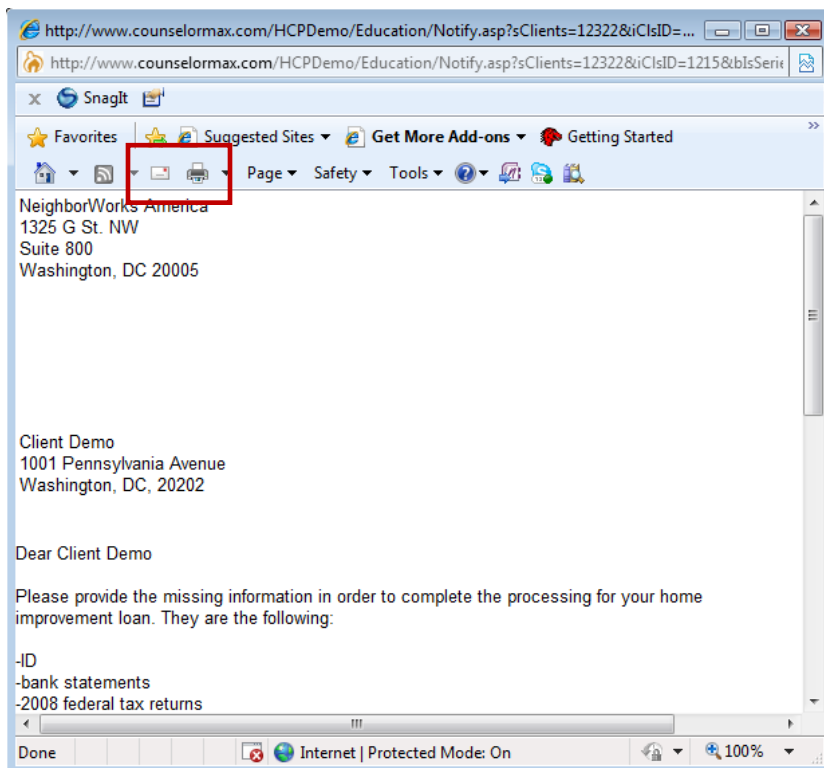 http://www.counselormax.com/HCPDemo/Education/Notify.asp?sClients=12322&iClsID=...
http://www.counselormax.com/HCPDemo/Education/Notify.asp?sClients=12322&iClsID=1215&bIsSerie
x SnagIt
Favorites Suggested Sites Get More Add-ons Getting Started
Page Safety Tools
NeighborWorks America
1325 G St. NW
Suite 800
Washington, DC 20005
Client Demo
1001 Pennsylvania Avenue
Washington, DC, 20202
Dear Client Demo
Please provide the missing information in order to complete the processing for your home
improvement loan. They are the following:
-ID
-bank statements
-2008 federal tax returns
Done Internet | Protected Mode: On 100%